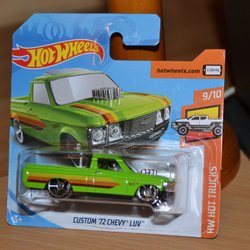 Hot Wheels
hotwheels.com
9/10
HW HOT TRUCKS
CUSTOM '72 CHEVY LUV